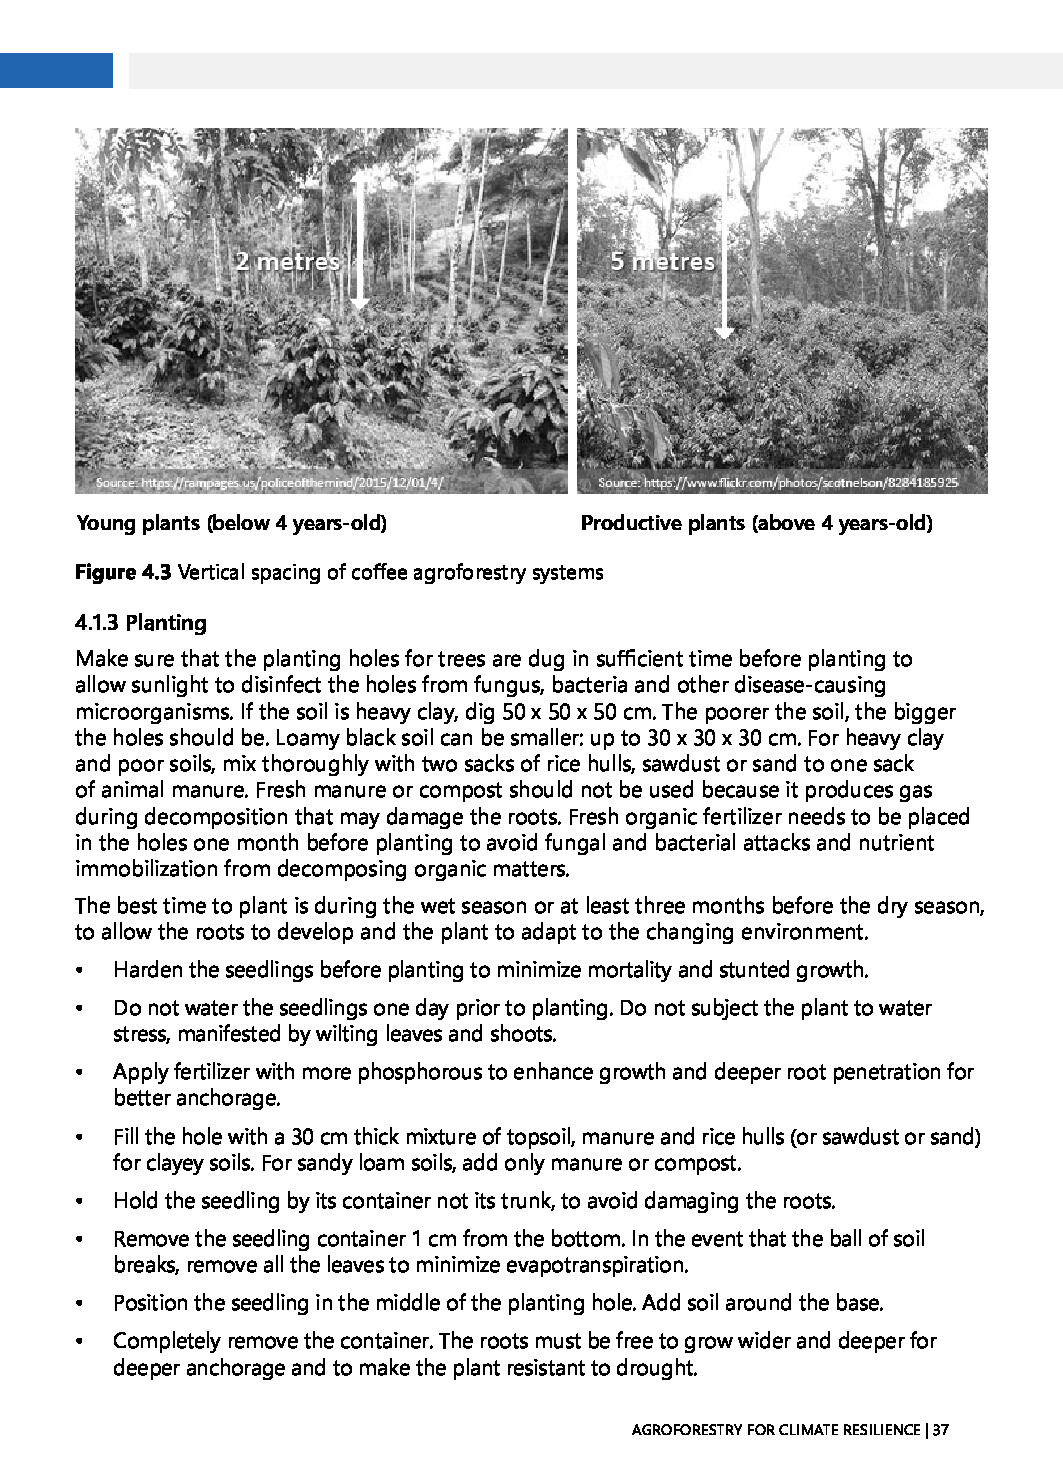 2 metres
5 metres
Source: https://rampages.us/policeofthemind/2015/12/01/4/
Source: https://www.flickr.com/photos/scotnelson/8284185925
Young plants (below 4 years-old)
Productive plants (above 4 years-old)
Figure 4.3 Vertical spacing of coffee agroforestry systems
4.1.3 Planting
Make sure that the planting holes for trees are dug in sufficient time before planting to
allow sunlight to disinfect the holes from fungus, bacteria and other disease-causing
microorganisms. If the soil is heavy clay, dig 50 x 50 x 50 cm. The poorer the soil, the bigger
the holes should be. Loamy black soil can be smaller: up to 30 x 30 x 30 cm. For heavy clay
and poor soils, mix thoroughly with two sacks of rice hulls, sawdust or sand to one sack
of animal manure. Fresh manure or compost should not be used because it produces gas
during decomposition that may damage the roots. Fresh organic fertilizer needs to be placed
in the holes one month before planting to avoid fungal and bacterial attacks and nutrient
immobilization from decomposing organic matters.
The best time to plant is during the wet season or at least three months before the dry season,
to allow the roots to develop and the plant to adapt to the changing environment.
• Harden the seedlings before planting to minimize mortality and stunted growth.
• Do not water the seedlings one day prior to planting. Do not subject the plant to water
stress, manifested by wilting leaves and shoots.
• Apply fertilizer with more phosphorous to enhance growth and deeper root penetration for
better anchorage.
• Fill the hole with a 30 cm thick mixture of topsoil, manure and rice hulls (or sawdust or sand)
for clayey soils. For sandy loam soils, add only manure or compost.
• Hold the seedling by its container not its trunk, to avoid damaging the roots.
• Remove the seedling container 1 cm from the bottom. In the event that the ball of soil
breaks, remove all the leaves to minimize evapotranspiration.
• Position the seedling in the middle of the planting hole. Add soil around the base.
• Completely remove the container. The roots must be free to grow wider and deeper for
deeper anchorage and to make the plant resistant to drought.
AGROFORESTRY FOR CLIMATE RESILIENCE | 37